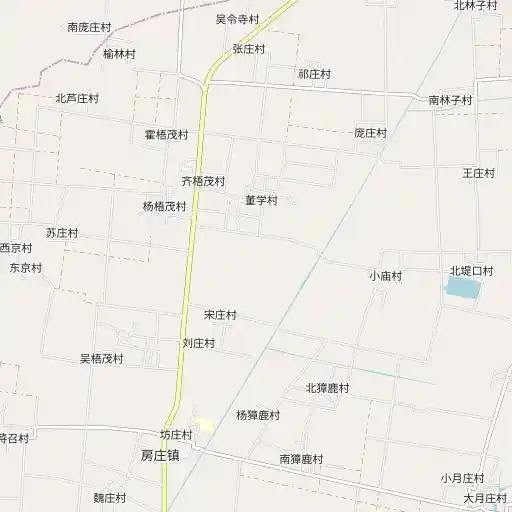 北林子村
吴令寺村
南庞庄村
张庄村
榆林村
祁庄村
北芦庄村
南林子村
霍梧茂村
庞庄村
王庄村
齐梧茂村
董学村
杨梧茂村
苏庄村
西京村
东京村
小庙村
北堤口村
宋庄村
刘庄村
吴梧茂村
北獐鹿村
杨獐鹿村
坊庄村
召村
房庄镇
南獐鹿村
小月庄村
魏庄村
大月庄村